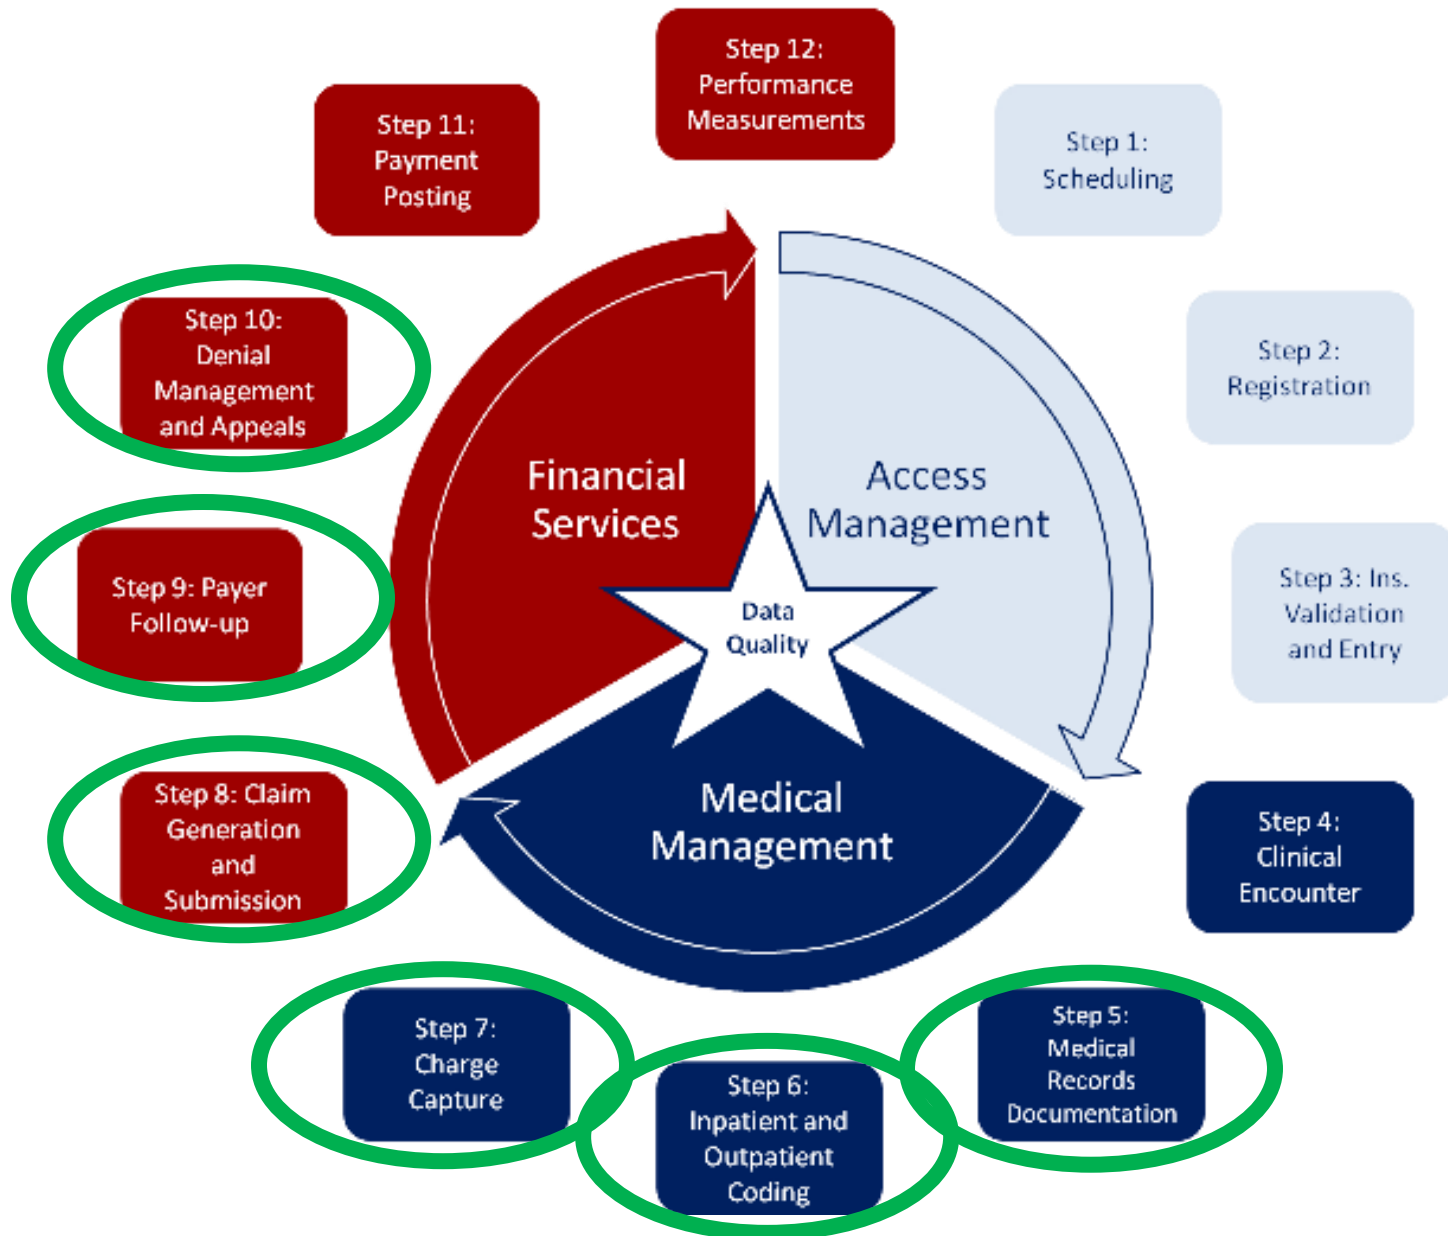 Step 12:
Performance
Measurements
Step 1:
Scheduling
Step 2:
Registration
Step 3: Ins.
Validation
and Entry
Step 4:
Clinical
Encounter
Step 5:
Medical
Records
Documentation
Step 6:
Inpatient and
Outpatient
Coding
Step 7:
Charge
Capture
Step 8: Claim
Generation
and
Submission
Step 9: Payer
Follow-up
Step 10:
Denial
Management
and Appeals
Step 11:
Payment
Posting
Financial
Services
Access
Management
Data
Quality
Medical
Management